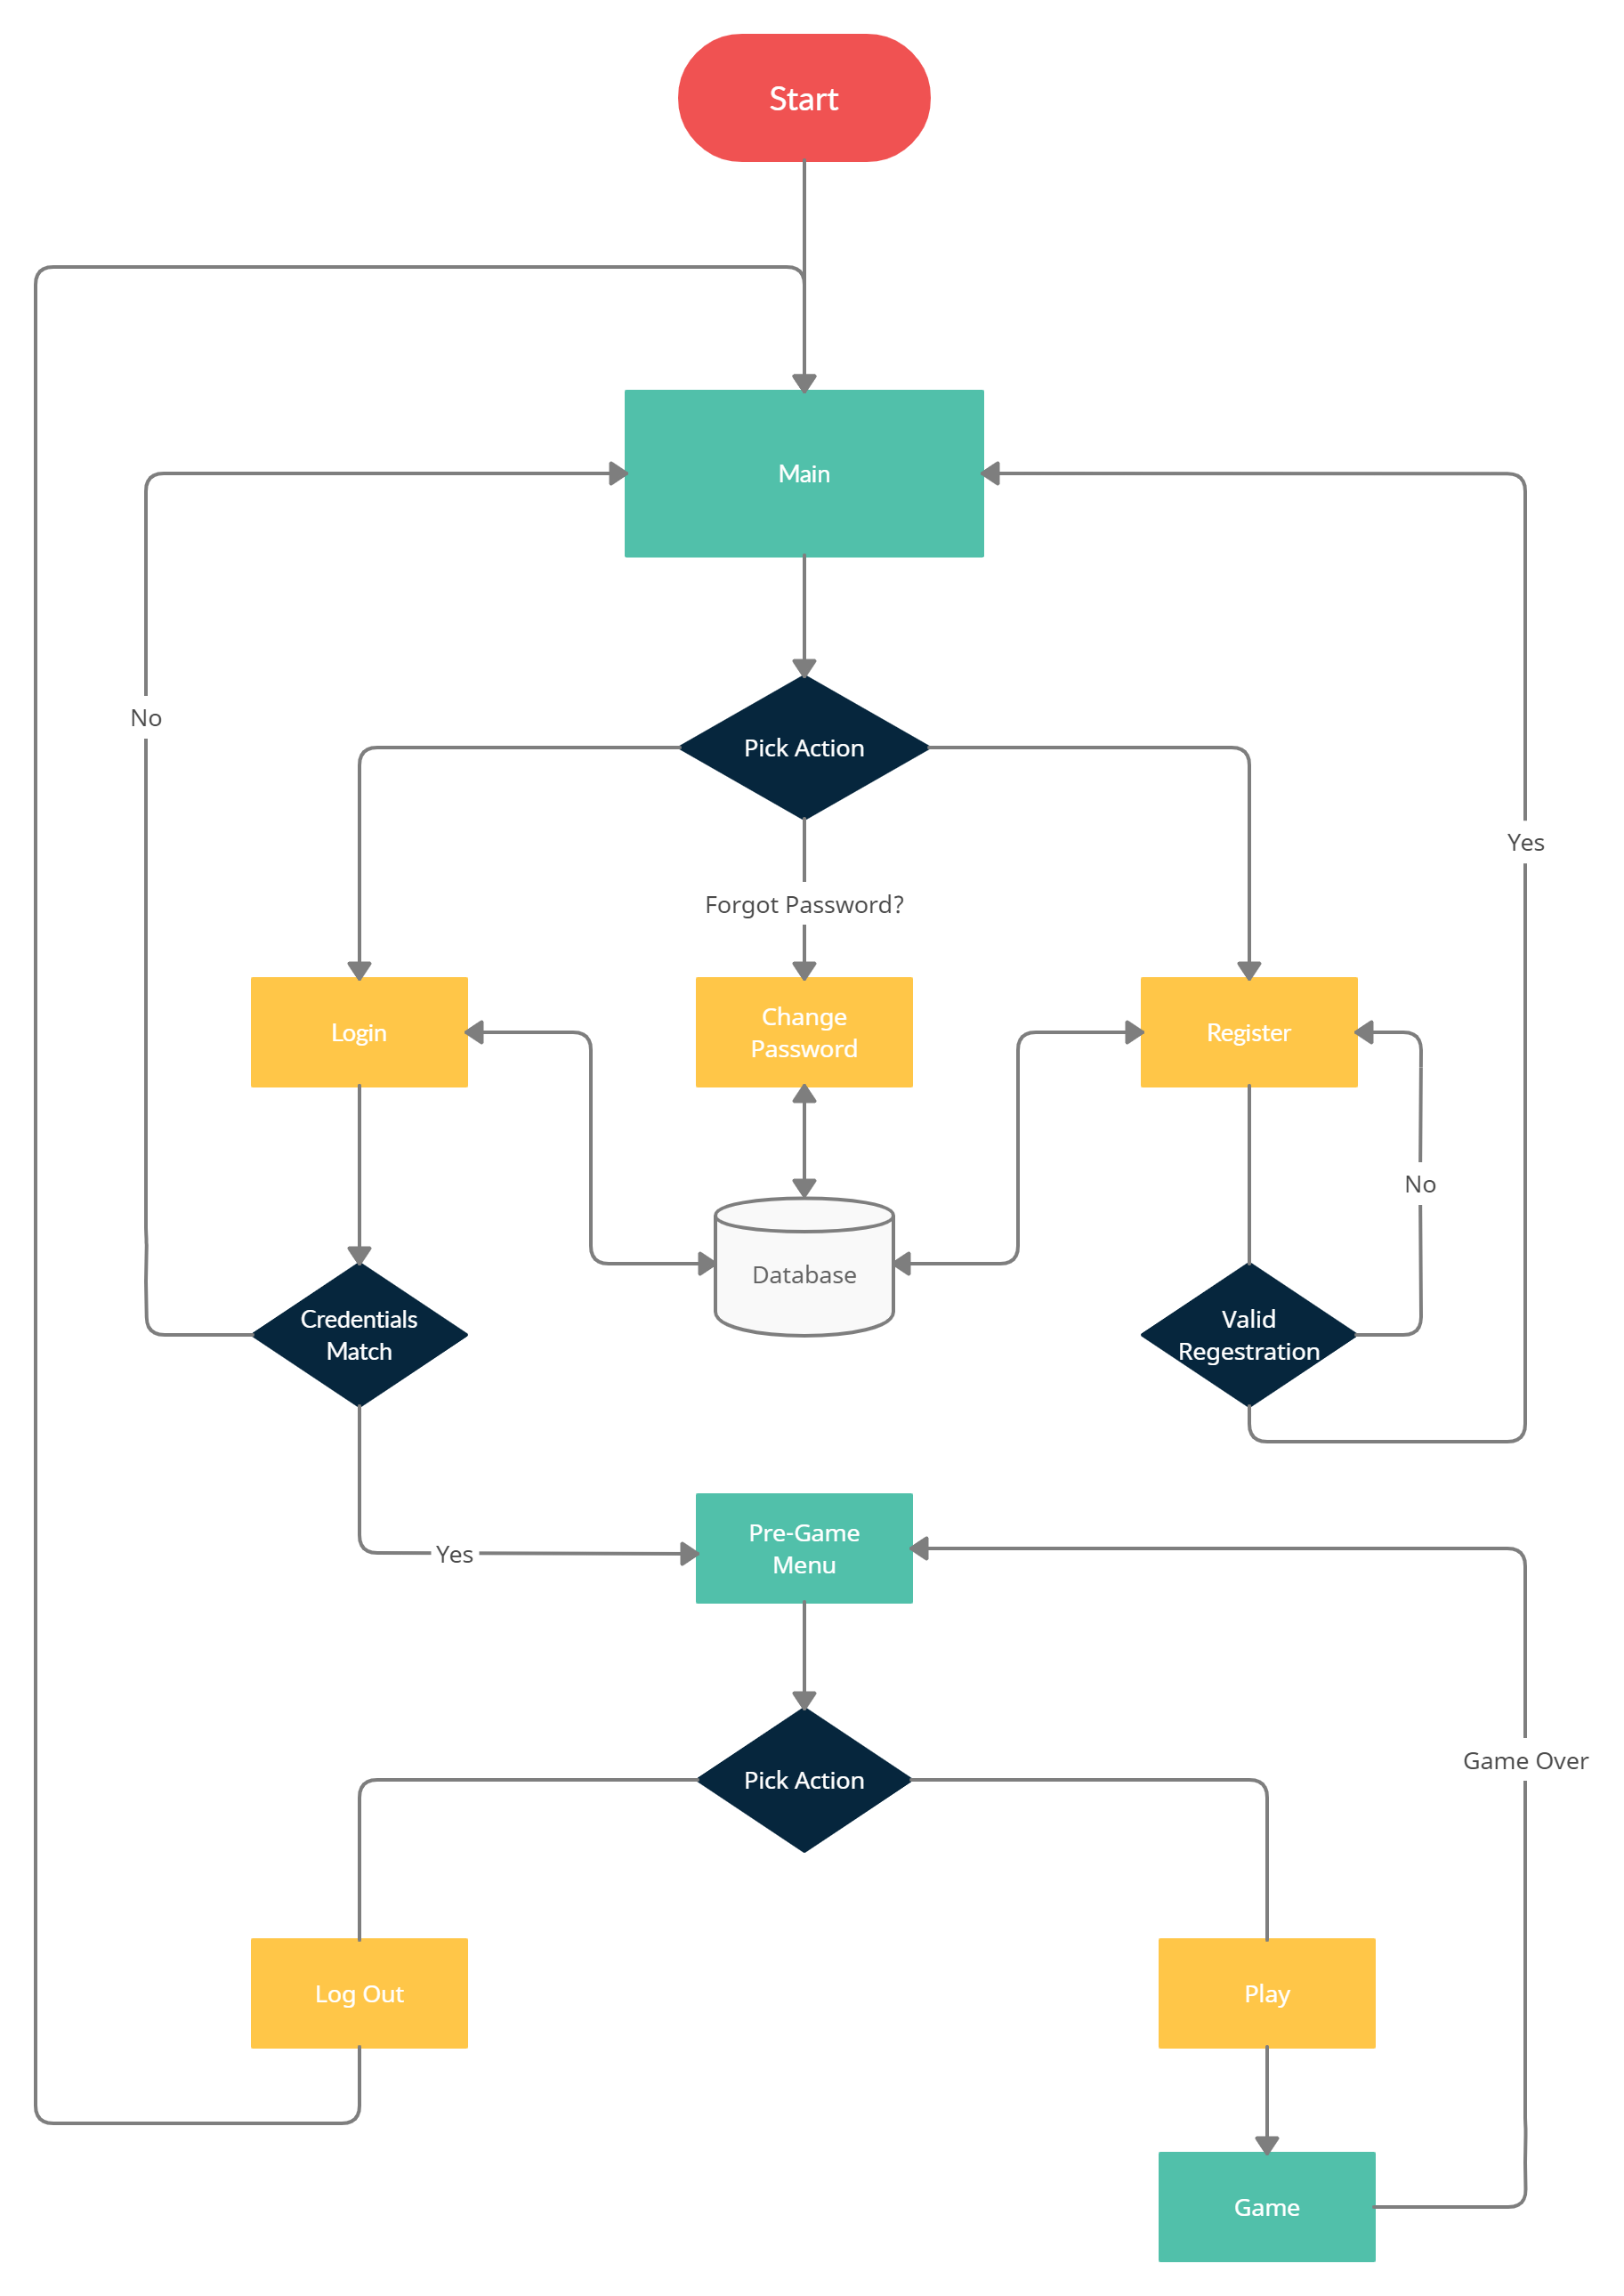 Start
Main
No
Pick Action
Yes
Forgot Password?
Login
Change
Password
Register
No
Database
Credentials
Match
Valid
Regestration
Pre-Game
Menu
Yes
Game Over
Pick Action
Log Out
Play
Game